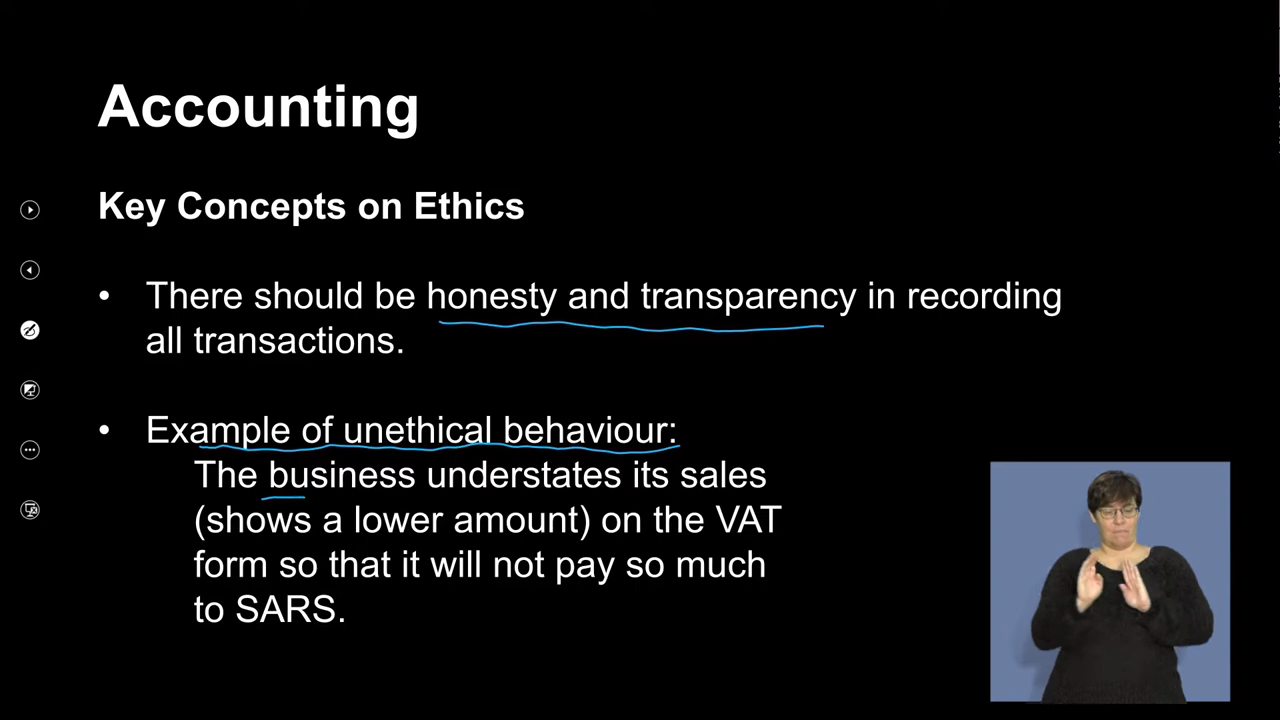 Accounting
Key Concepts on Ethics
• There should be honesty and transparency in recording
all transactions.
• Example of unethical behaviour:
The business understates its sales
(shows a lower amount) on the VAT
form so that it will not pay so much
to SARS.